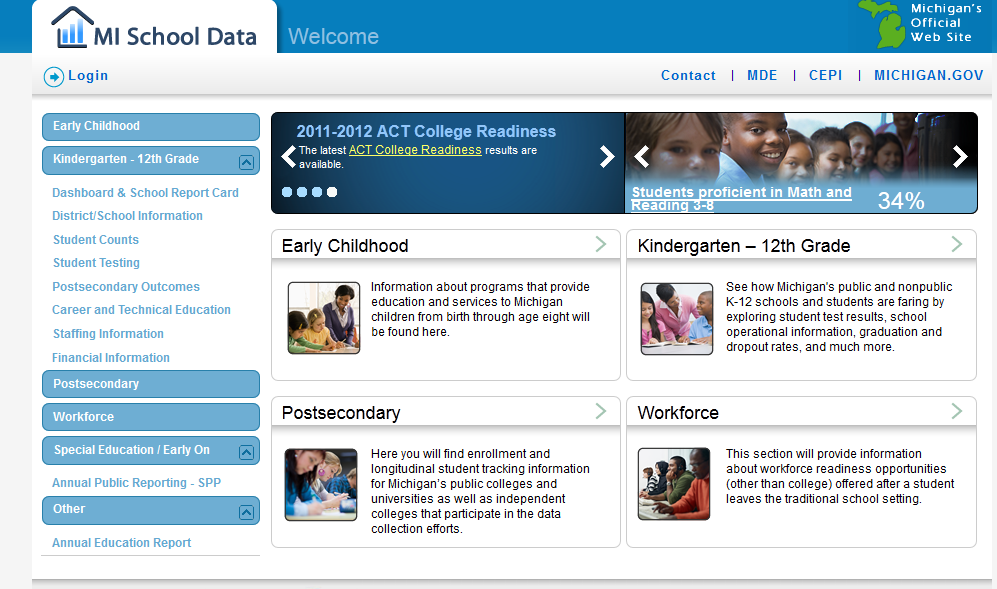 MI School Data
Welcome
Michigan's
Official
Web Site
Login
Contact | MDE | CEPI | MICHIGAN.GOV
Early Childhood
Kindergarten - 12th Grade
Dashboard & School Report Card
District/School Information
Student Counts
Student Testing
Postsecondary Outcomes
Career and Technical Education
Staffing Information
Financial Information
Postsecondary
Workforce
Special Education / Early On
Annual Public Reporting - SPP
Other
Annual Education Report
2011-2012 ACT College Readiness
The latest ACT College Readiness results are
available.
Students proficient in Math and
Reading 3-8
34%
Early Childhood
Information about programs that provide
education and services to Michigan
children from birth through age eight will
be found here.
Kindergarten – 12th Grade
See how Michigan's public and nonpublic
K-12 schools and students are faring by
exploring student test results, school
operational information, graduation and
dropout rates, and much more.
Postsecondary
Here you will find enrollment and
longitudinal student tracking information
for Michigan's public colleges and
universities as well as independent
colleges that participate in the data
collection efforts.
Workforce
This section will provide information
about workforce readiness opportunities
(other than college) offered after a student
leaves the traditional school setting.